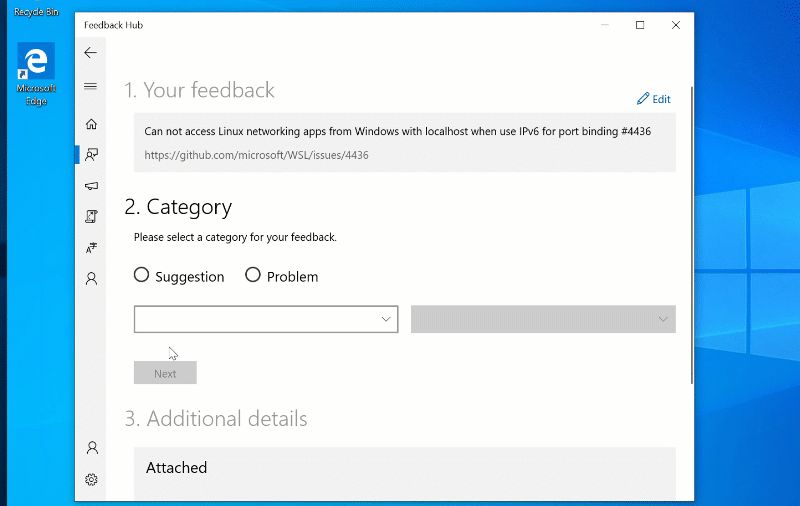 Recycle Bin
Microsoft
Edge
Feedback Hub
1. Your feedback
Edit
Can not access Linux networking apps from Windows with localhost when use IPv6 for port binding #4436
https://github.com/microsoft/WSL/issues/4436
2. Category
Please select a category for your feedback.
Suggestion
Problem
Next
3. Additional details
Attached